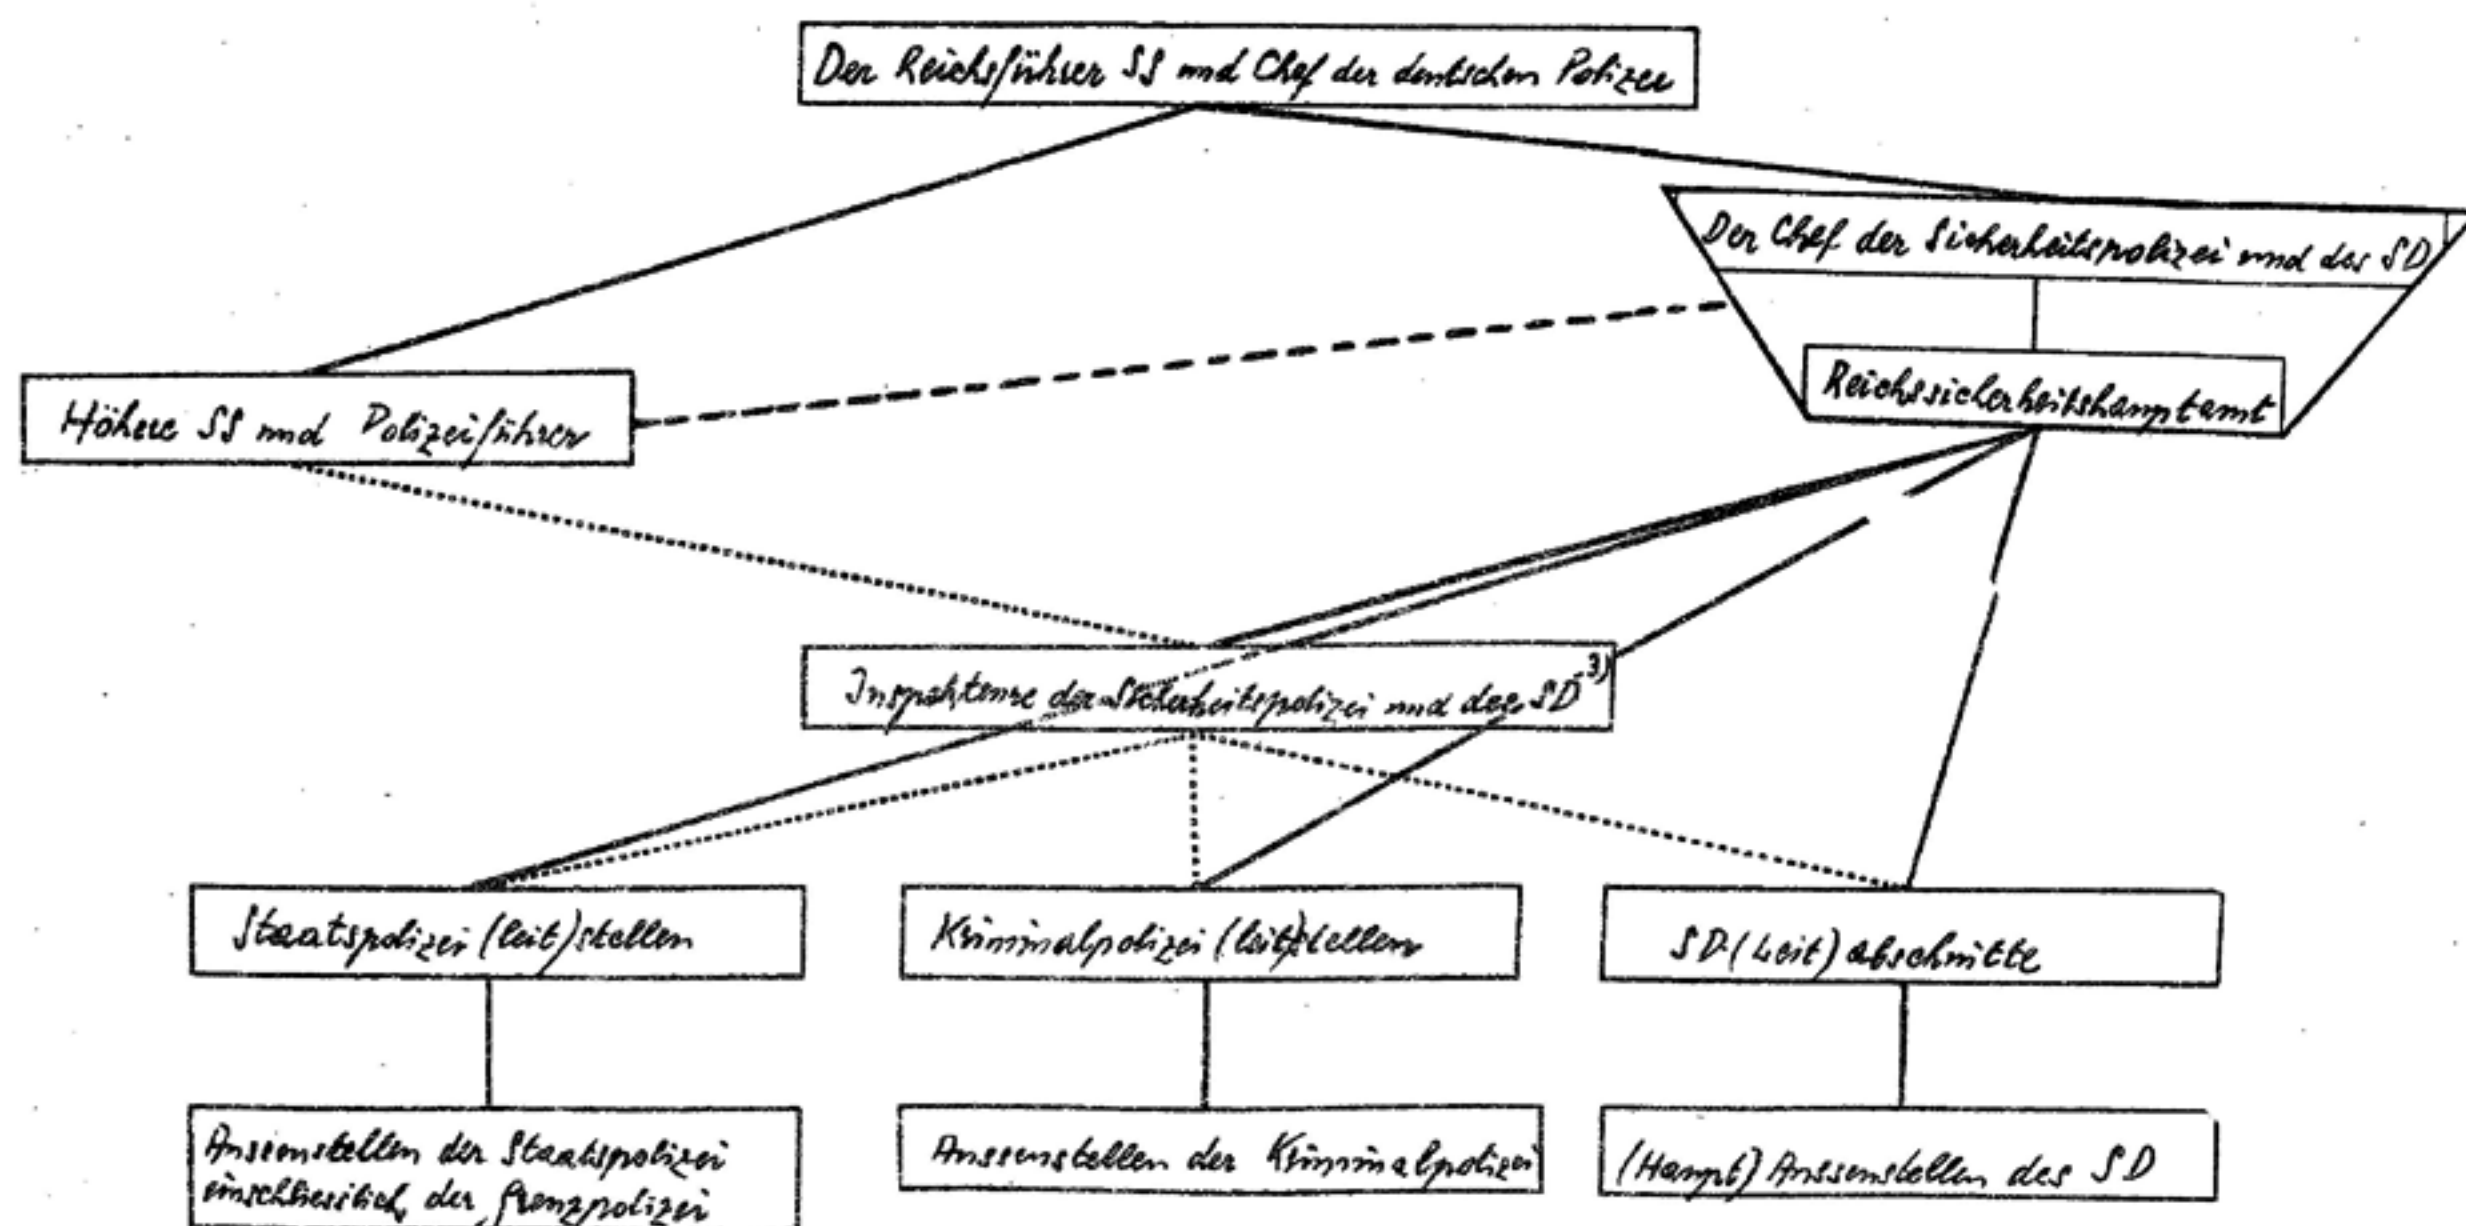 Der Reichsführer SS und Chef der deutschen Polizei
Der Chef der Sicherheitspolizei und des SD
Reichssicherheitshauptamt
Höhere SS und Polizeiführer
Inspekteure der Sicherheitspolizei und des SD 3)
Staatspolizei (leit) stellen
Kriminalpolizei (leit) stellen
SD (Leit) abschnitte
Aussenstellen der Staatspolizei
einschliesslich der Grenzpolizei
Aussenstellen der Kriminalpolizei
(Haupt) Aussenstellen des SD